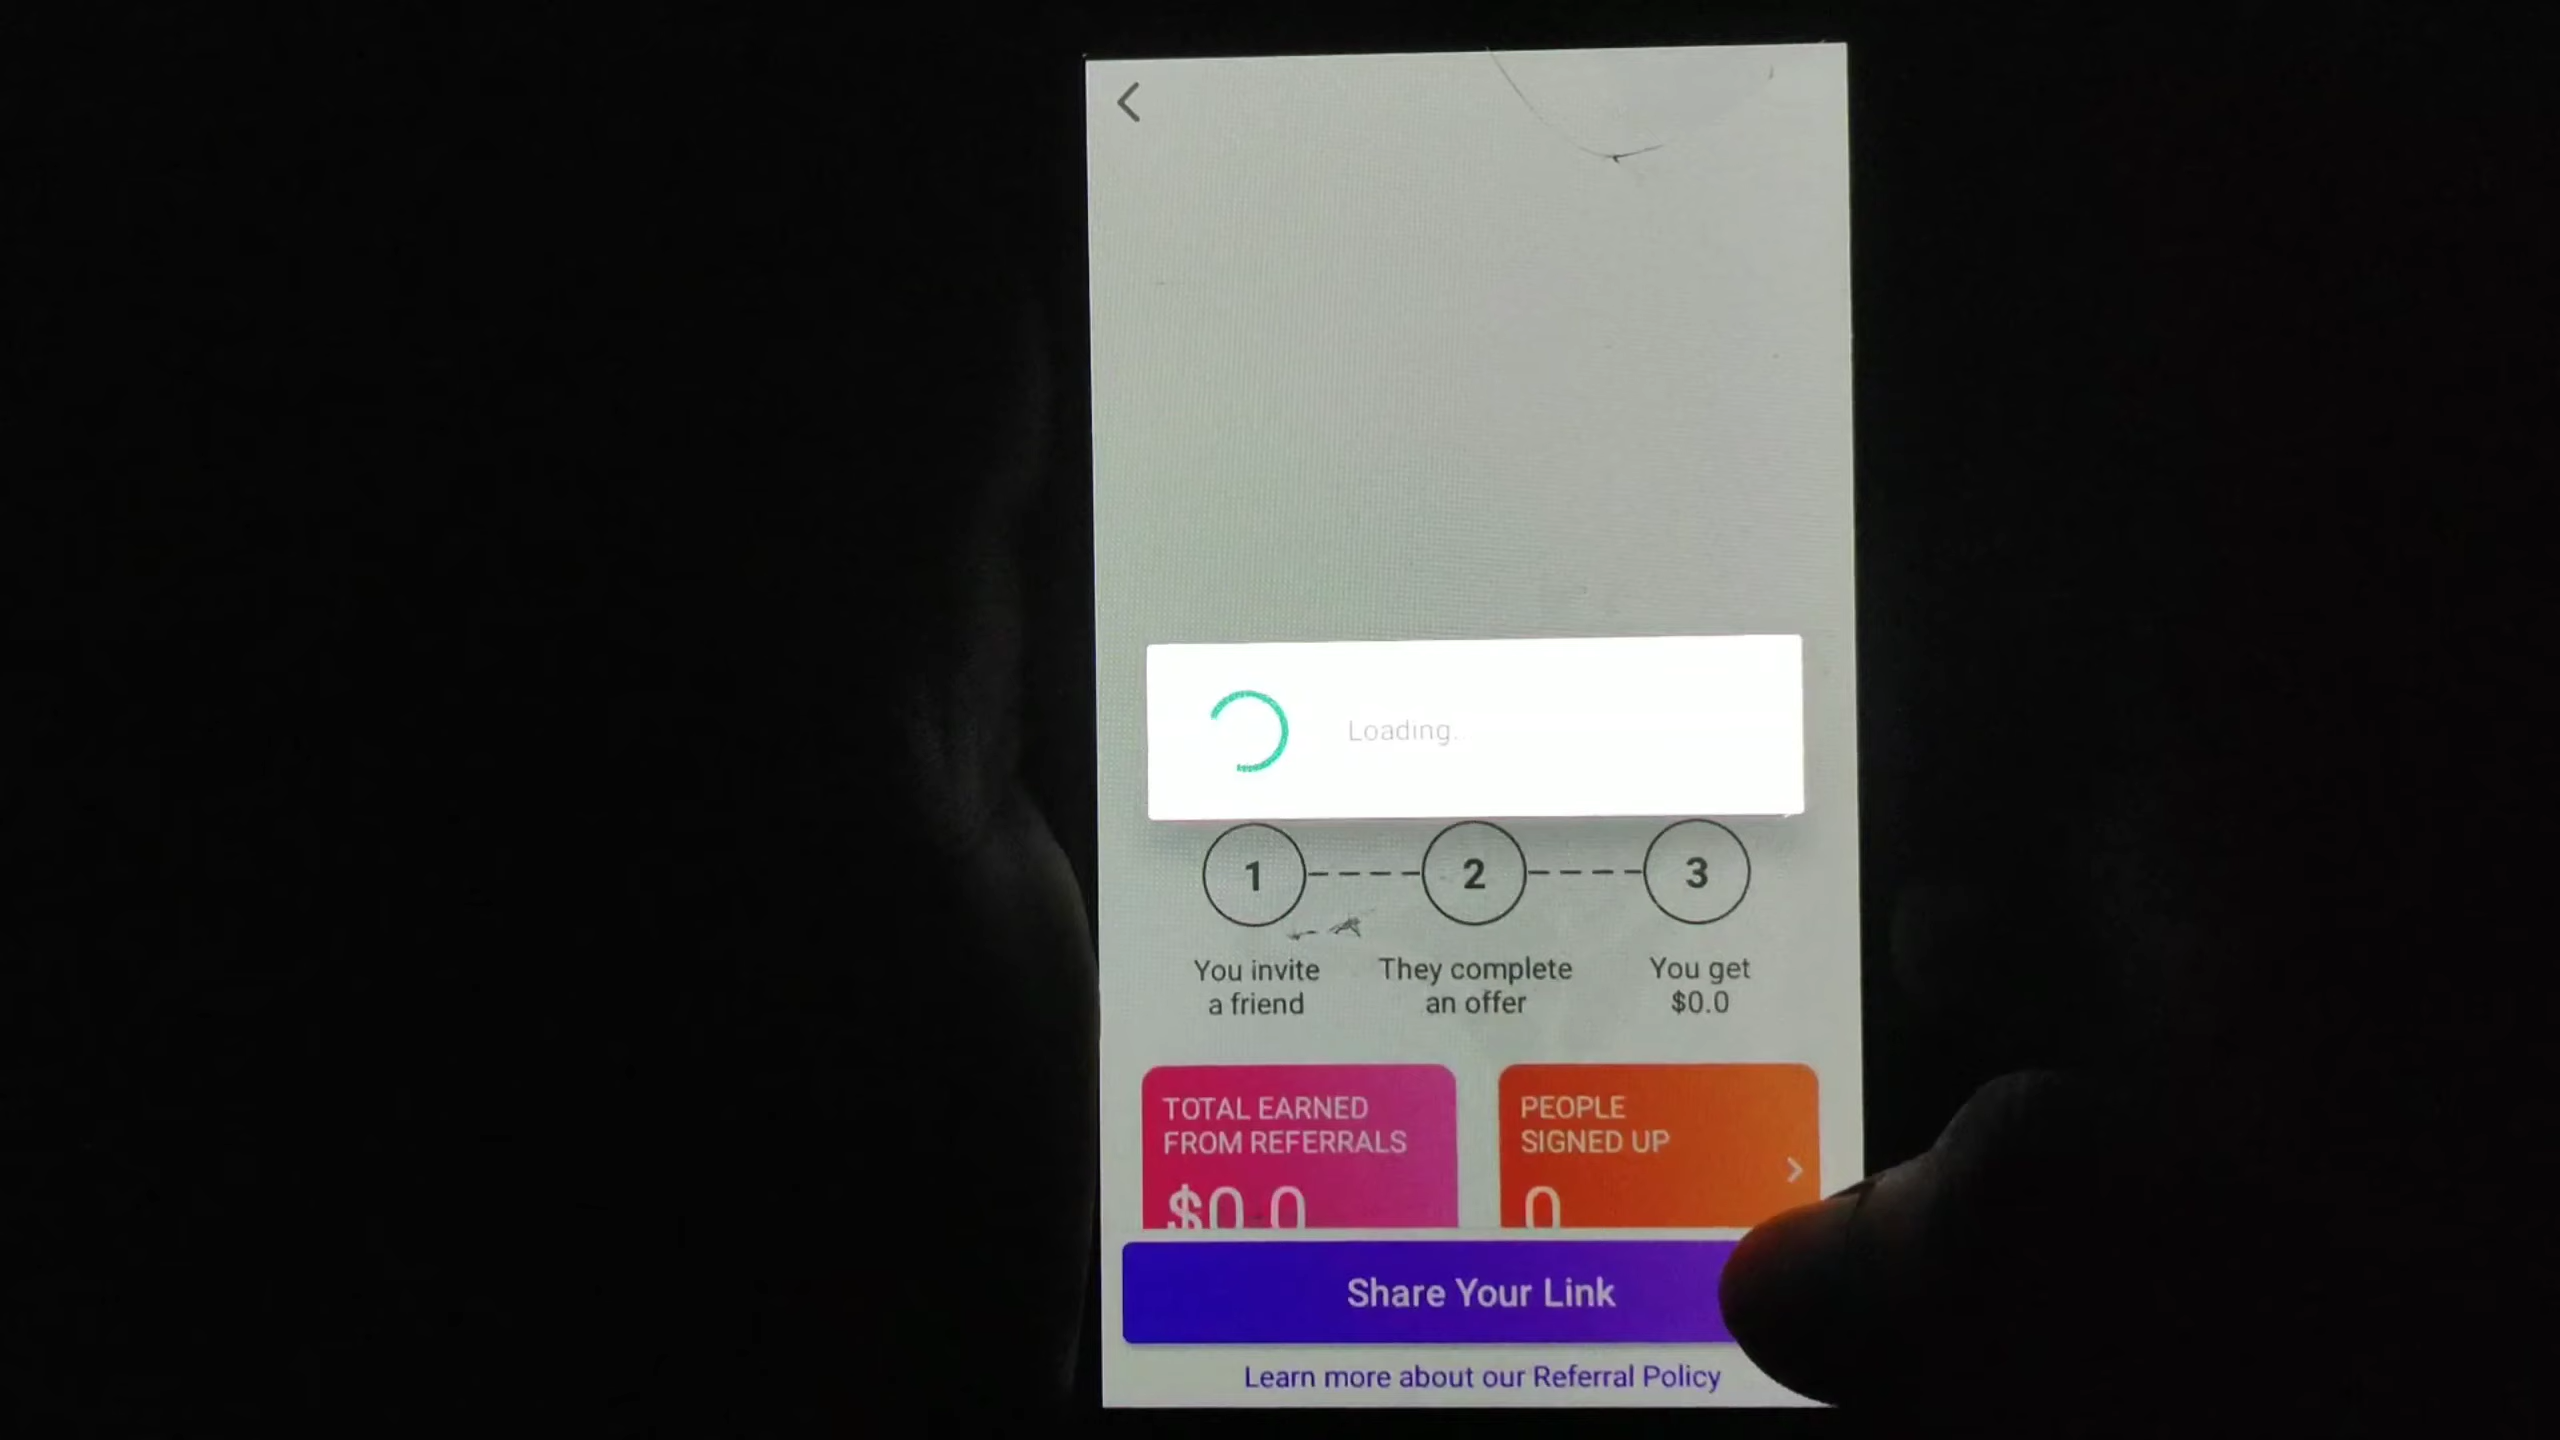 Loading.
1
2
3
You invite
a friend
They complete
an offer
You get
$0.0
TOTAL EARNED
FROM REFERRALS
$0.0
PEOPLE
SIGNED UP
0
Share Your Link
Learn more about our Referral Policy